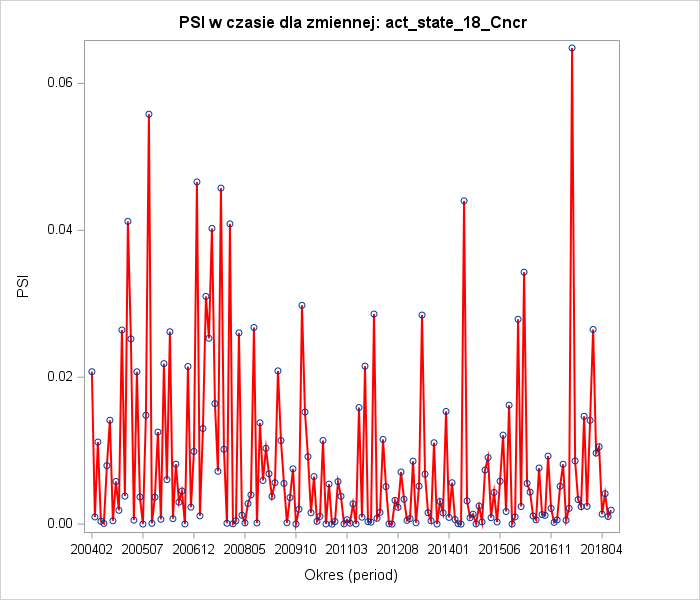 PSI w czasie dla zmiennej: act_state_18_Cncr
0.06
0.04
PSI
0.02
0.00
200402 200507 200612 200805 200910 201103 201208 201401 201506 201611 201804
Okres (period)